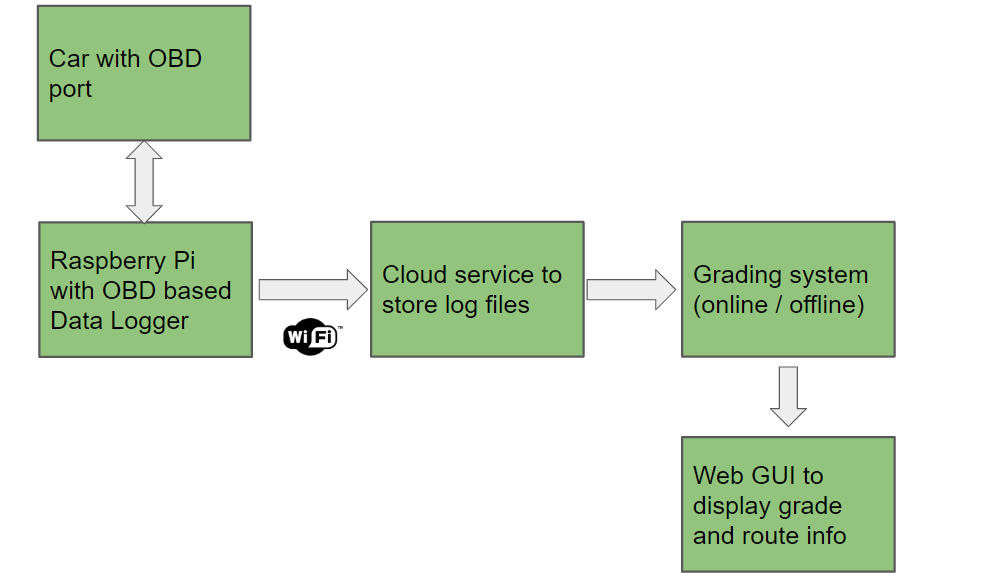 Car with OBD
port
Raspberry Pi
with OBD based
Data Logger
WiFi™
Cloud service to
store log files
Grading system
(online / offline)
Web GUI to
display grade
and route info